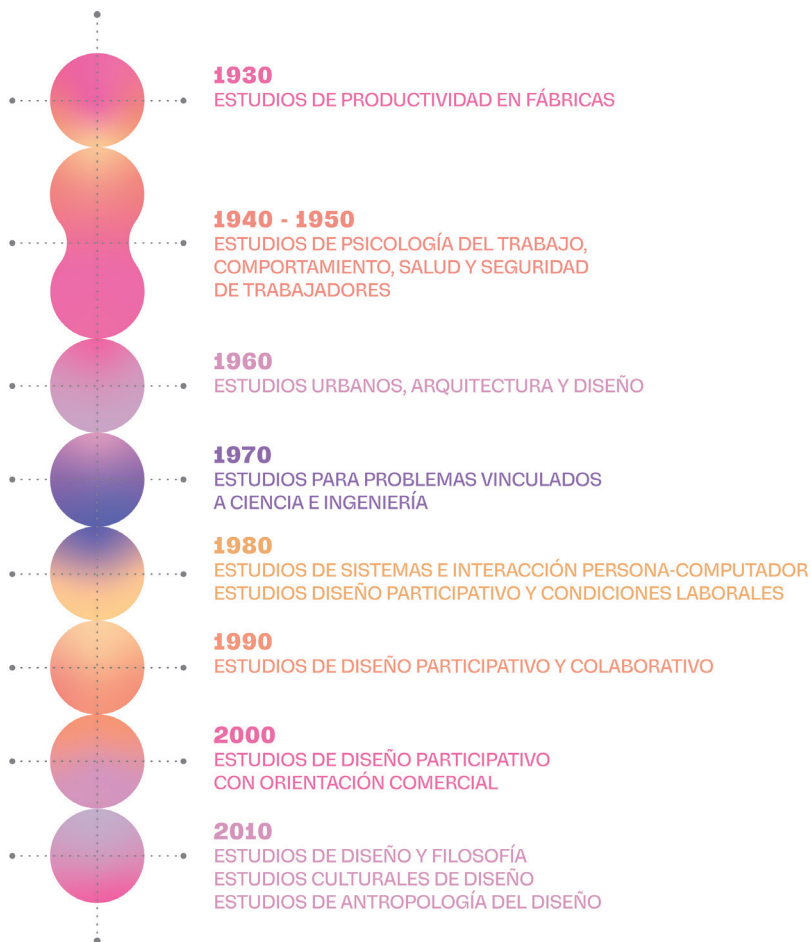 1930
ESTUDIOS DE PRODUCTIVIDAD EN FÁBRICAS
1940 - 1950
ESTUDIOS DE PSICOLOGÍA DEL TRABAJO,
COMPORTAMIENTO, SALUD Y SEGURIDAD
DE TRABAJADORES
1960
ESTUDIOS URBANOS, ARQUITECTURA Y DISEÑO
1970
ESTUDIOS PARA PROBLEMAS VINCULADOS
A CIENCIA E INGENIERÍA
1980
ESTUDIOS DE SISTEMAS E INTERACCIÓN PERSONA-COMPUTADOR
ESTUDIOS DISEÑO PARTICIPATIVO Y CONDICIONES LABORALES
1990
ESTUDIOS DE DISEÑO PARTICIPATIVO Y COLABORATIVO
2000
ESTUDIOS DE DISEÑO PARTICIPATIVO
CON ORIENTACIÓN COMERCIAL
2010
ESTUDIOS DE DISEÑO Y FILOSOFÍA
ESTUDIOS CULTURALES DE DISEÑO
ESTUDIOS DE ANTROPOLOGÍA DEL DISEÑO